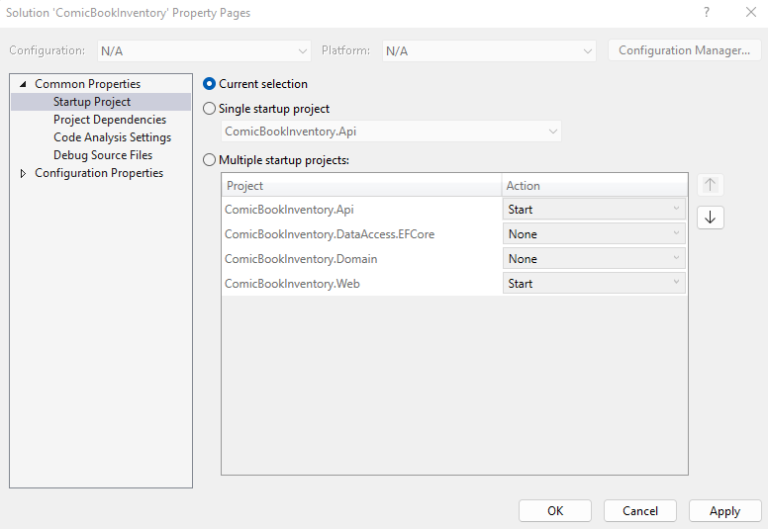 Solution 'ComicBookInventory' Property Pages
?
Configuration: N/A Platform: N/A Configuration Manager...
Common Properties
Startup Project
Project Dependencies
Code Analysis Settings
Debug Source Files
Configuration Properties
Current selection
Single startup project
ComicBookInventory.Api
Multiple startup projects:
Project Action
ComicBookInventory.Api Start
ComicBookInventory.DataAccess.EFCore None
ComicBookInventory.Domain None
ComicBookInventory.Web Start
OK Cancel Apply